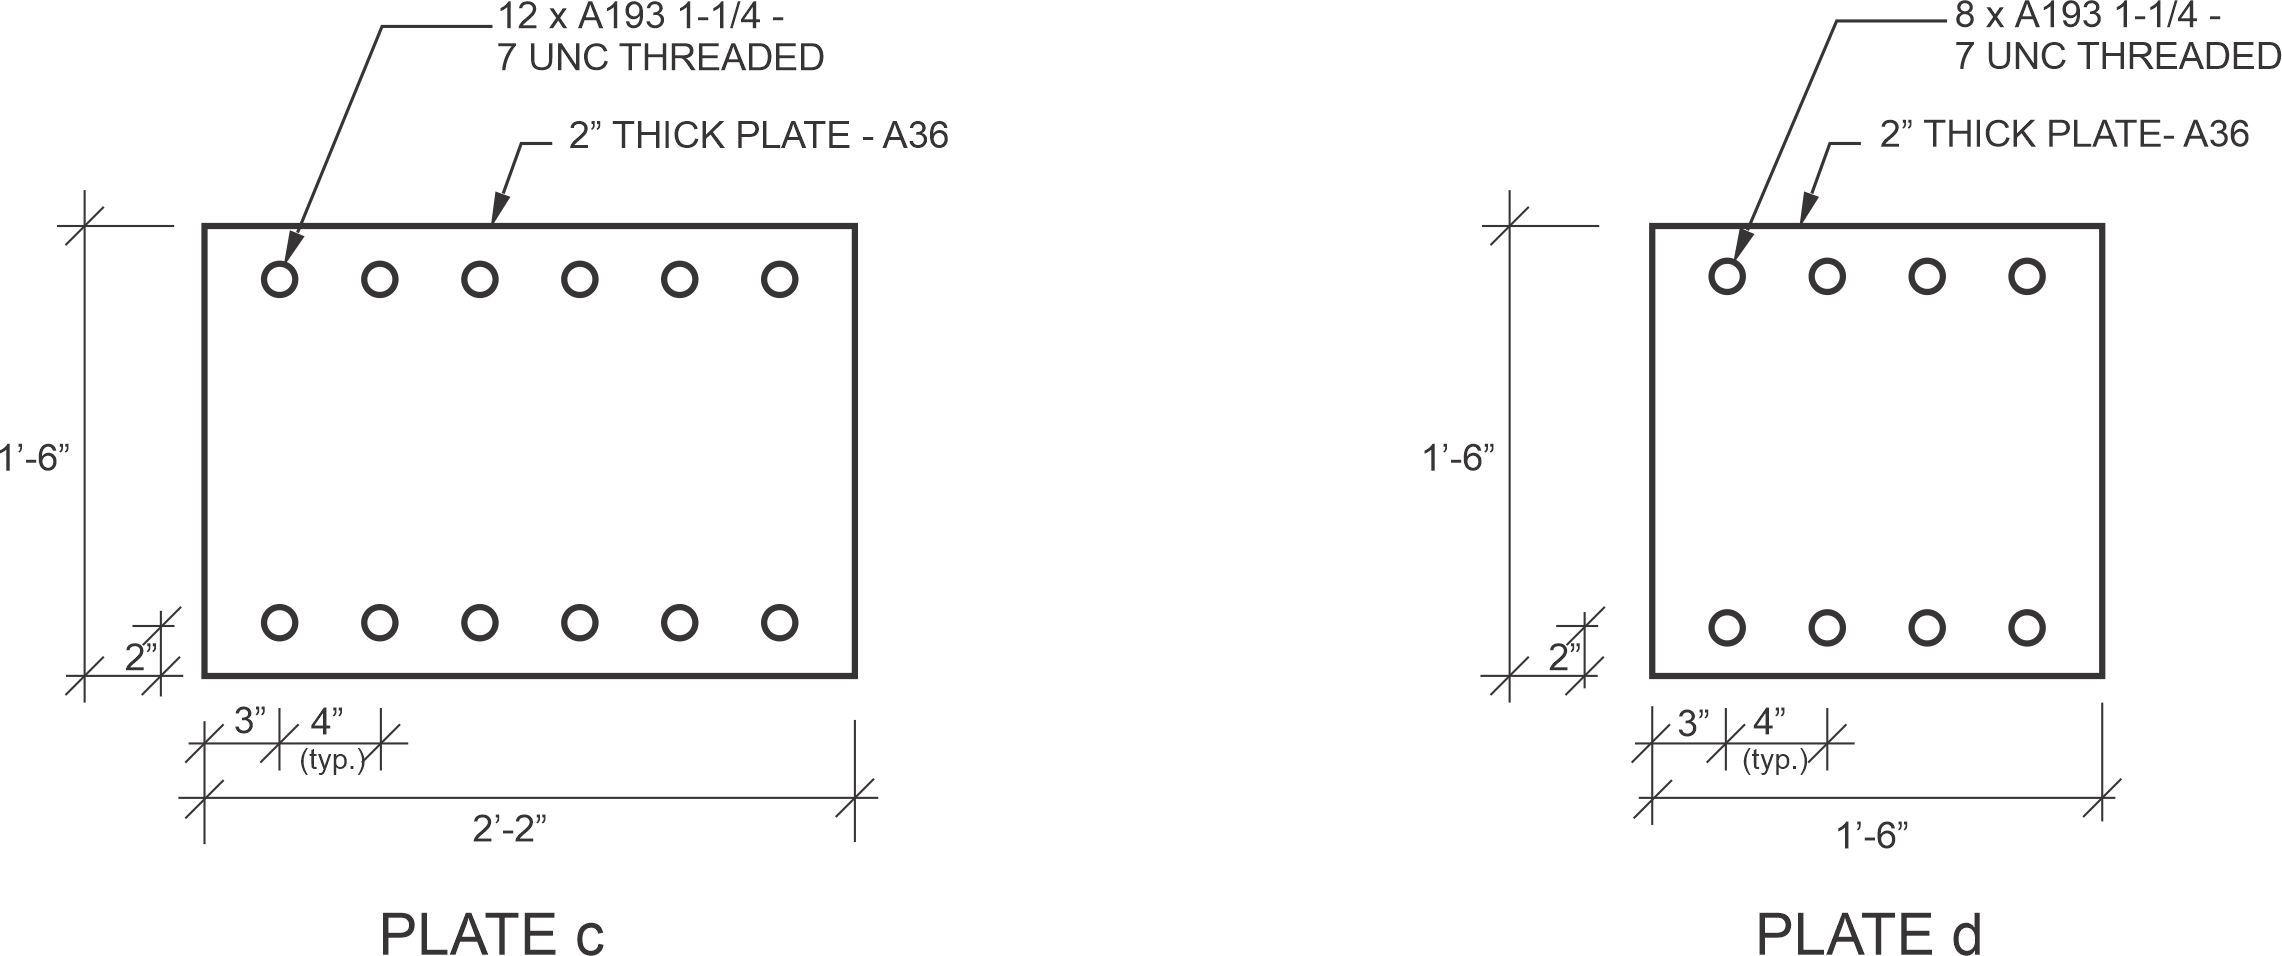 12 x A193 1-1/4 -
7 UNC THREADED
2” THICK PLATE - A36
1’-6”
2”
3”
4”
(typ.)
2’-2”
PLATE c
8 x A193 1-1/4 -
7 UNC THREADED
2” THICK PLATE- A36
1’-6”
2”
3”
4”
(typ.)
1’-6”
PLATE d